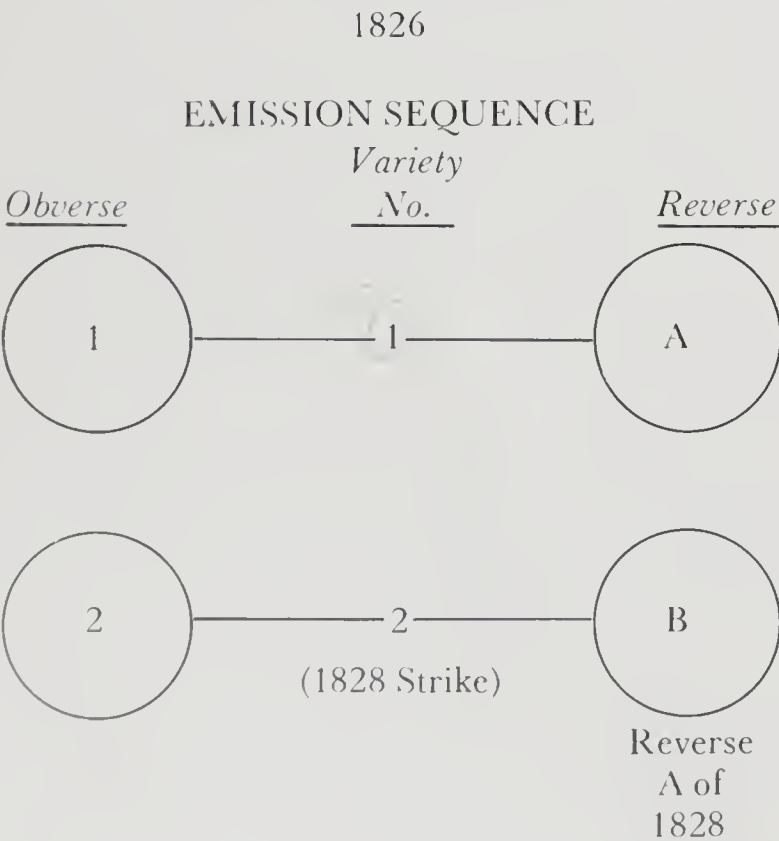 1826
EMISSION SEQUENCE
Variety
Obverse No. Reverse
1 1 A
2 2 B
(1828 Strike)
Reverse
A of
1828